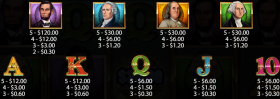 5 - $120.00
4 - $12.00
3 - $3.00
2 - $0.30
5 - $30.00
4 - $6.00
3 - $1.20
5 - $30.00
4 - $6.00
3 - $1.20
5 - $30.00
4 - $6.00
3 - $1.20
A
5 - $12.00
4 - $3.00
3 - $0.60
K
5 - $12.00
4 - $3.00
3 - $0.60
Q
5 - $6.00
4 - $1.50
3 - $0.30
J
5 - $6.00
4 - $1.50
3 - $0.30
10
5 - $6.00
4 - $1.50
3 - $0.30